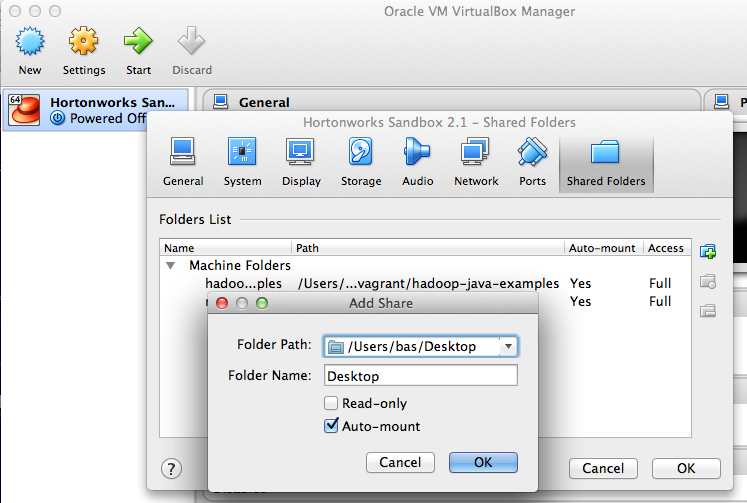 Oracle VM VirtualBox Manager
New Settings Start Discard
64 Hortonworks San...
Powered Off
General
P
Hortonworks Sandbox 2.1 – Shared Folders
General System Display Storage Audio Network Ports Shared Folders
Folders List
Name Path Auto-mount Access
Machine Folders
hadoo...ples /Users/...vagrant/hadoop-java-examples Yes Full
Yes Full
Add Share
Folder Path: /Users/bas/Desktop
Folder Name: Desktop
Read-only
Auto-mount
Cancel OK
? Cancel OK